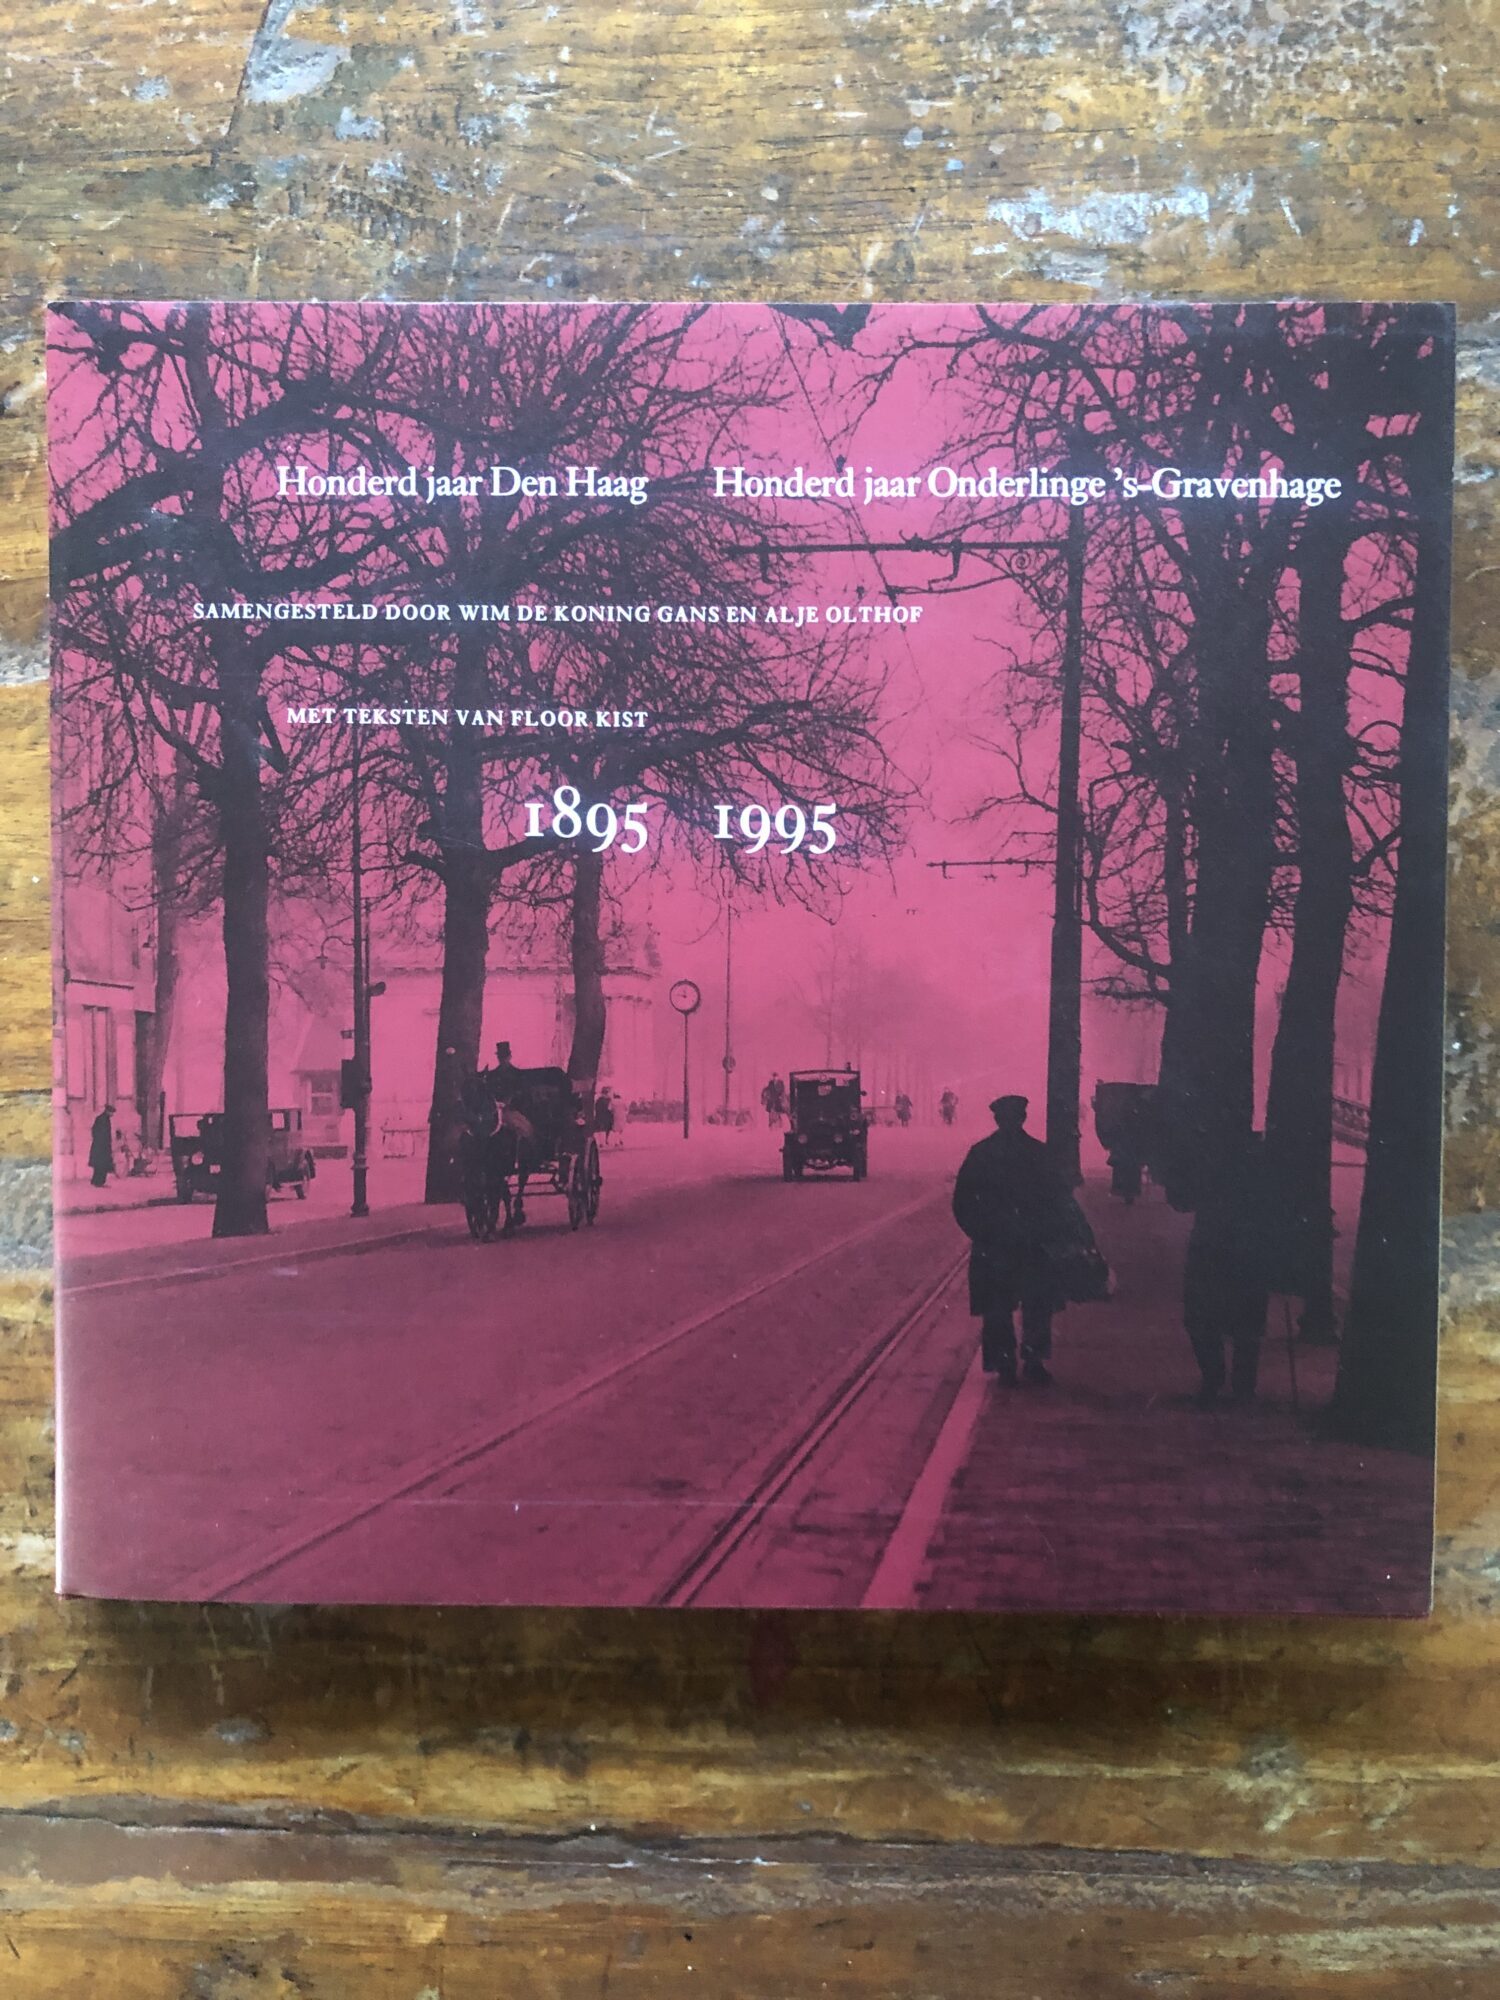 Honderd jaar Den Haag Honderd jaar Onderlinge 's-Gravenhage
SAMENGESTELD DOOR WIM DE KONING GANS EN ALJE OLTHOF
MET TEKSTEN VAN FLOOR KIST
1895 1995